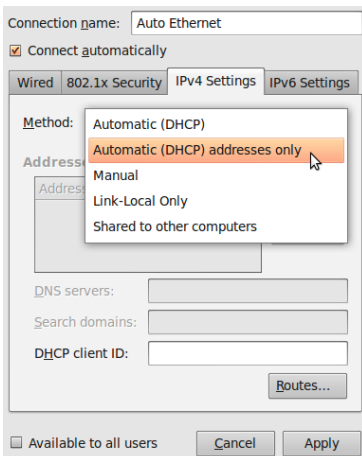 Connection name: Auto Ethernet
Connect automatically
Wired 802.1x Security IPv4 Settings IPv6 Settings
Method: Automatic (DHCP)
Automatic (DHCP) addresses only
Addresse
Manual
Address
Link-Local Only
Shared to other computers
DNS servers:
Search domains:
DHCP client ID:
Routes...
Available to all users Cancel Apply